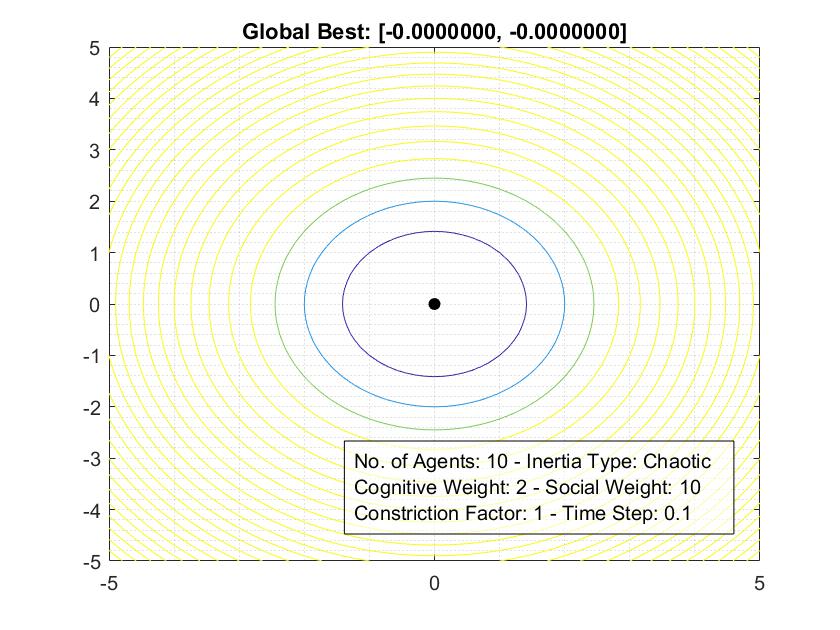 Global Best: [-0.0000000, -0.0000000]
5
4
3
2
1
0
-1
-2
-3
-4
-5
No. of Agents: 10 - Inertia Type: Chaotic
Cognitive Weight: 2 - Social Weight: 10
Constriction Factor: 1 - Time Step: 0.1
-5 0 5